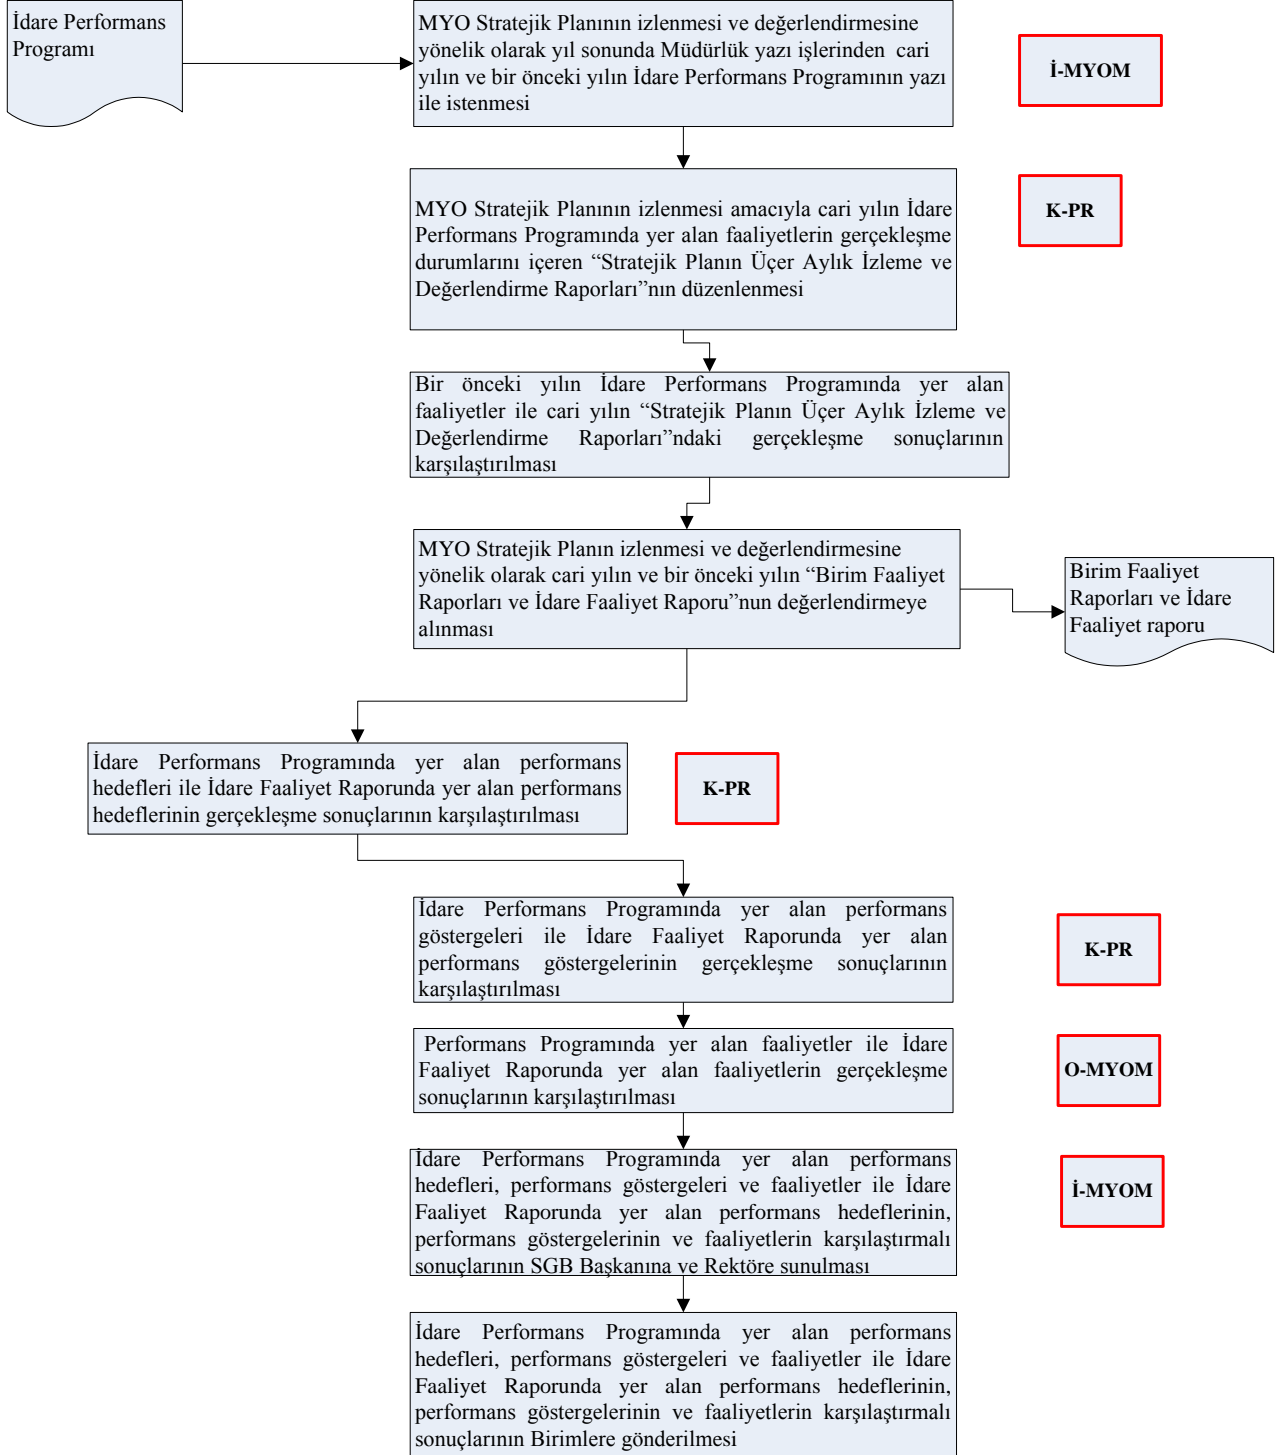 İdare Performans
Programı
MYO Stratejik Planının izlenmesi ve değerlendirmesine
yönelik olarak yıl sonunda Müdürlük yazı işlerinden cari
yılın ve bir önceki yılın İdare Performans Programının yazı
ile istenmesi
İ-MYOM
MYO Stratejik Planının izlenmesi amacıyla cari yılın İdare
Performans Programında yer alan faaliyetlerin gerçekleşme
durumlarını içeren “Stratejik Planın Üçer Aylık İzleme ve
Değerlendirme Raporları”nın düzenlenmesi
K-PR
Bir önceki yılın İdare Performans Programında yer alan
faaliyetler ile cari yılın “Stratejik Planın Üçer Aylık İzleme ve
Değerlendirme Raporları”ndaki gerçekleşme sonuçlarının
karşılaştırılması
MYO Stratejik Planın izlenmesi ve değerlendirmesine
yönelik olarak cari yılın ve bir önceki yılın “Birim Faaliyet
Raporları ve İdare Faaliyet Raporu”nun değerlendirmeye
alınması
Birim Faaliyet
Raporları ve İdare
Faaliyet raporu
İdare Performans Programında yer alan performans
hedefleri ile İdare Faaliyet Raporunda yer alan performans
hedeflerinin gerçekleşme sonuçlarının karşılaştırılması
K-PR
İdare Performans Programında yer alan performans
göstergeleri ile İdare Faaliyet Raporunda yer alan
performans göstergelerinin gerçekleşme sonuçlarının
karşılaştırılması
K-PR
Performans Programında yer alan faaliyetler ile İdare
Faaliyet Raporunda yer alan faaliyetlerin gerçekleşme
sonuçlarının karşılaştırılması
O-MYOM
İdare Performans Programında yer alan performans
hedefleri, performans göstergeleri ve faaliyetler ile İdare
Faaliyet Raporunda yer alan performans hedeflerinin,
performans göstergelerinin ve faaliyetlerin karşılaştırmalı
sonuçlarının SGB Başkanına ve Rektöre sunulması
İ-MYOM
İdare Performans Programında yer alan performans
hedefleri, performans göstergeleri ve faaliyetler ile İdare
Faaliyet Raporunda yer alan performans hedeflerinin,
performans göstergelerinin ve faaliyetlerin karşılaştırmalı
sonuçlarının Birimlere gönderilmesi